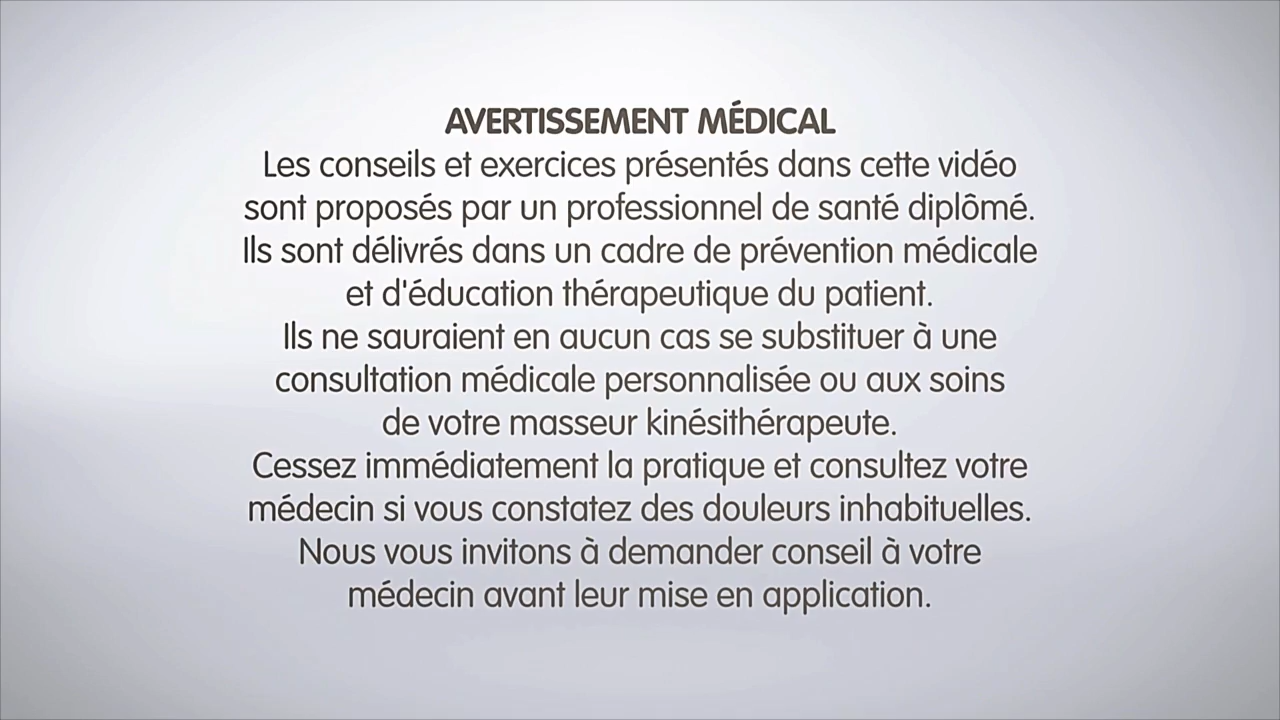 AVERTISSEMENT MÉDICAL
Les conseils et exercices présentés dans cette vidéo
sont proposés par un professionnel de santé diplômé.
Ils sont délivrés dans un cadre de prévention médicale
et d'éducation thérapeutique du patient.
Ils ne sauraient en aucun cas se substituer à une
consultation médicale personnalisée ou aux soins
de votre masseur kinésithérapeute.
Cessez immédiatement la pratique et consultez votre
médecin si vous constatez des douleurs inhabituelles.
Nous vous invitons à demander conseil à votre
médecin avant leur mise en application.